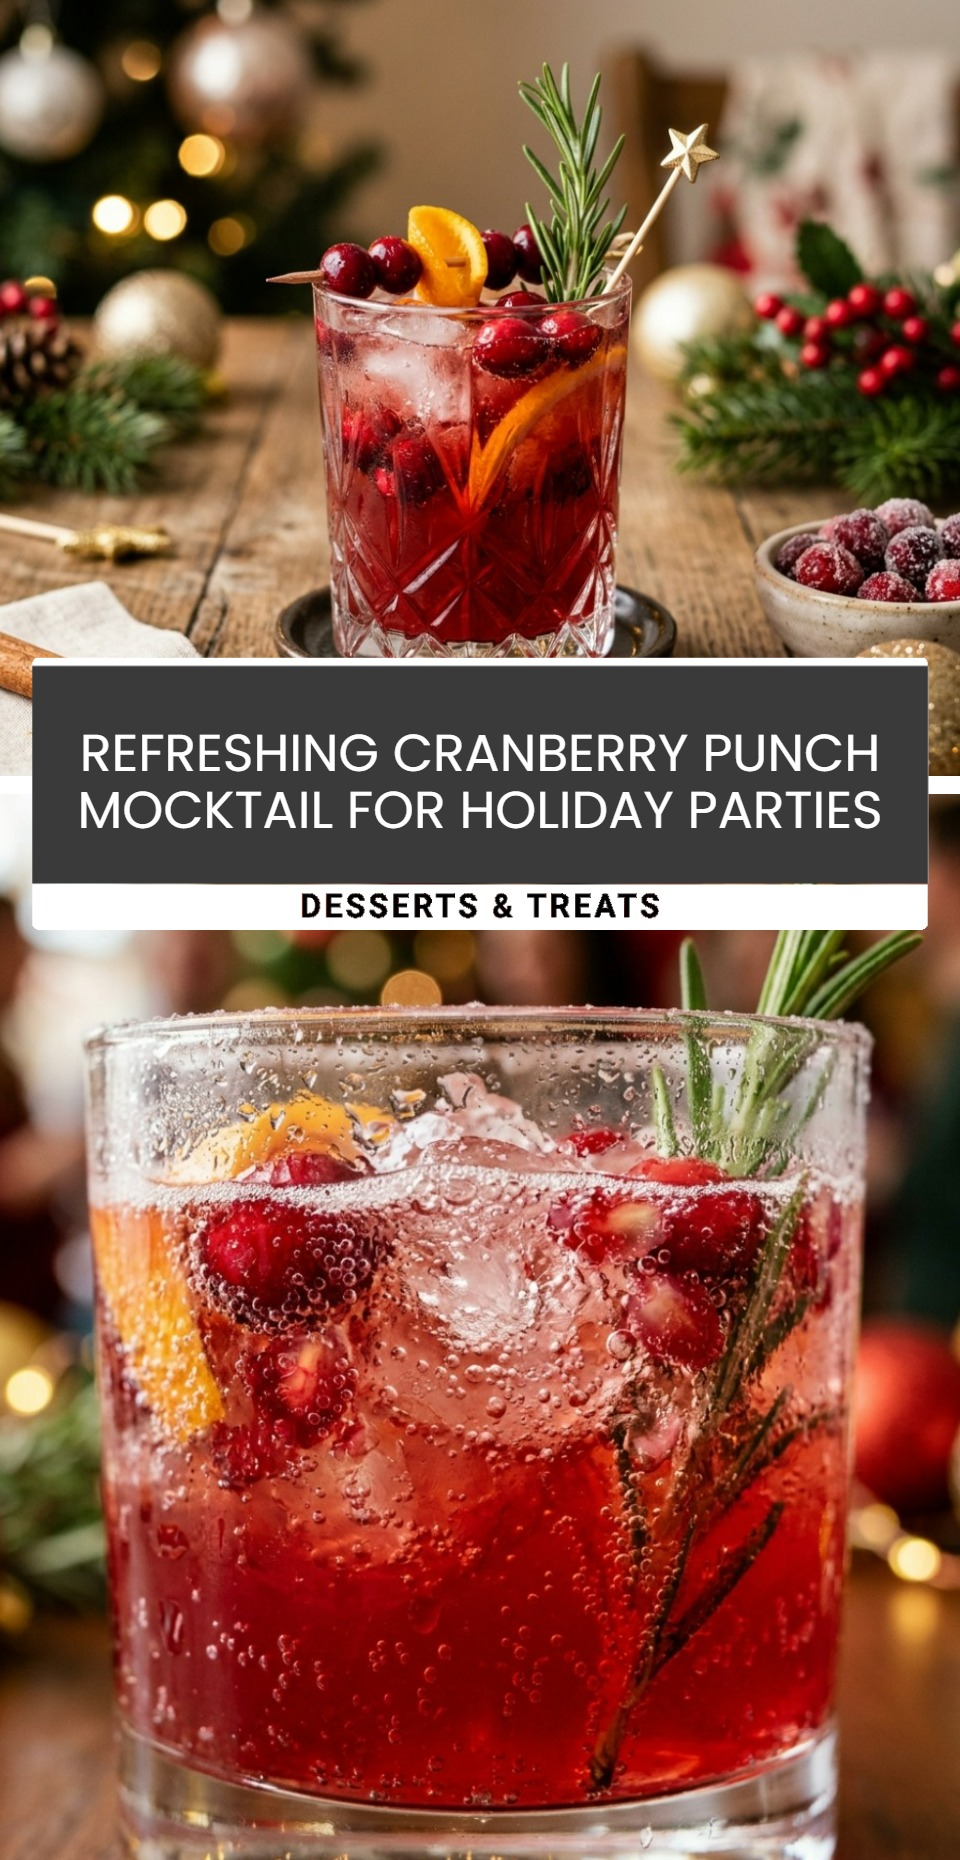 REFRESHING CRANBERRY PUNCH
MOCKTAIL FOR HOLIDAY PARTIES
DESSERTS & TREATS